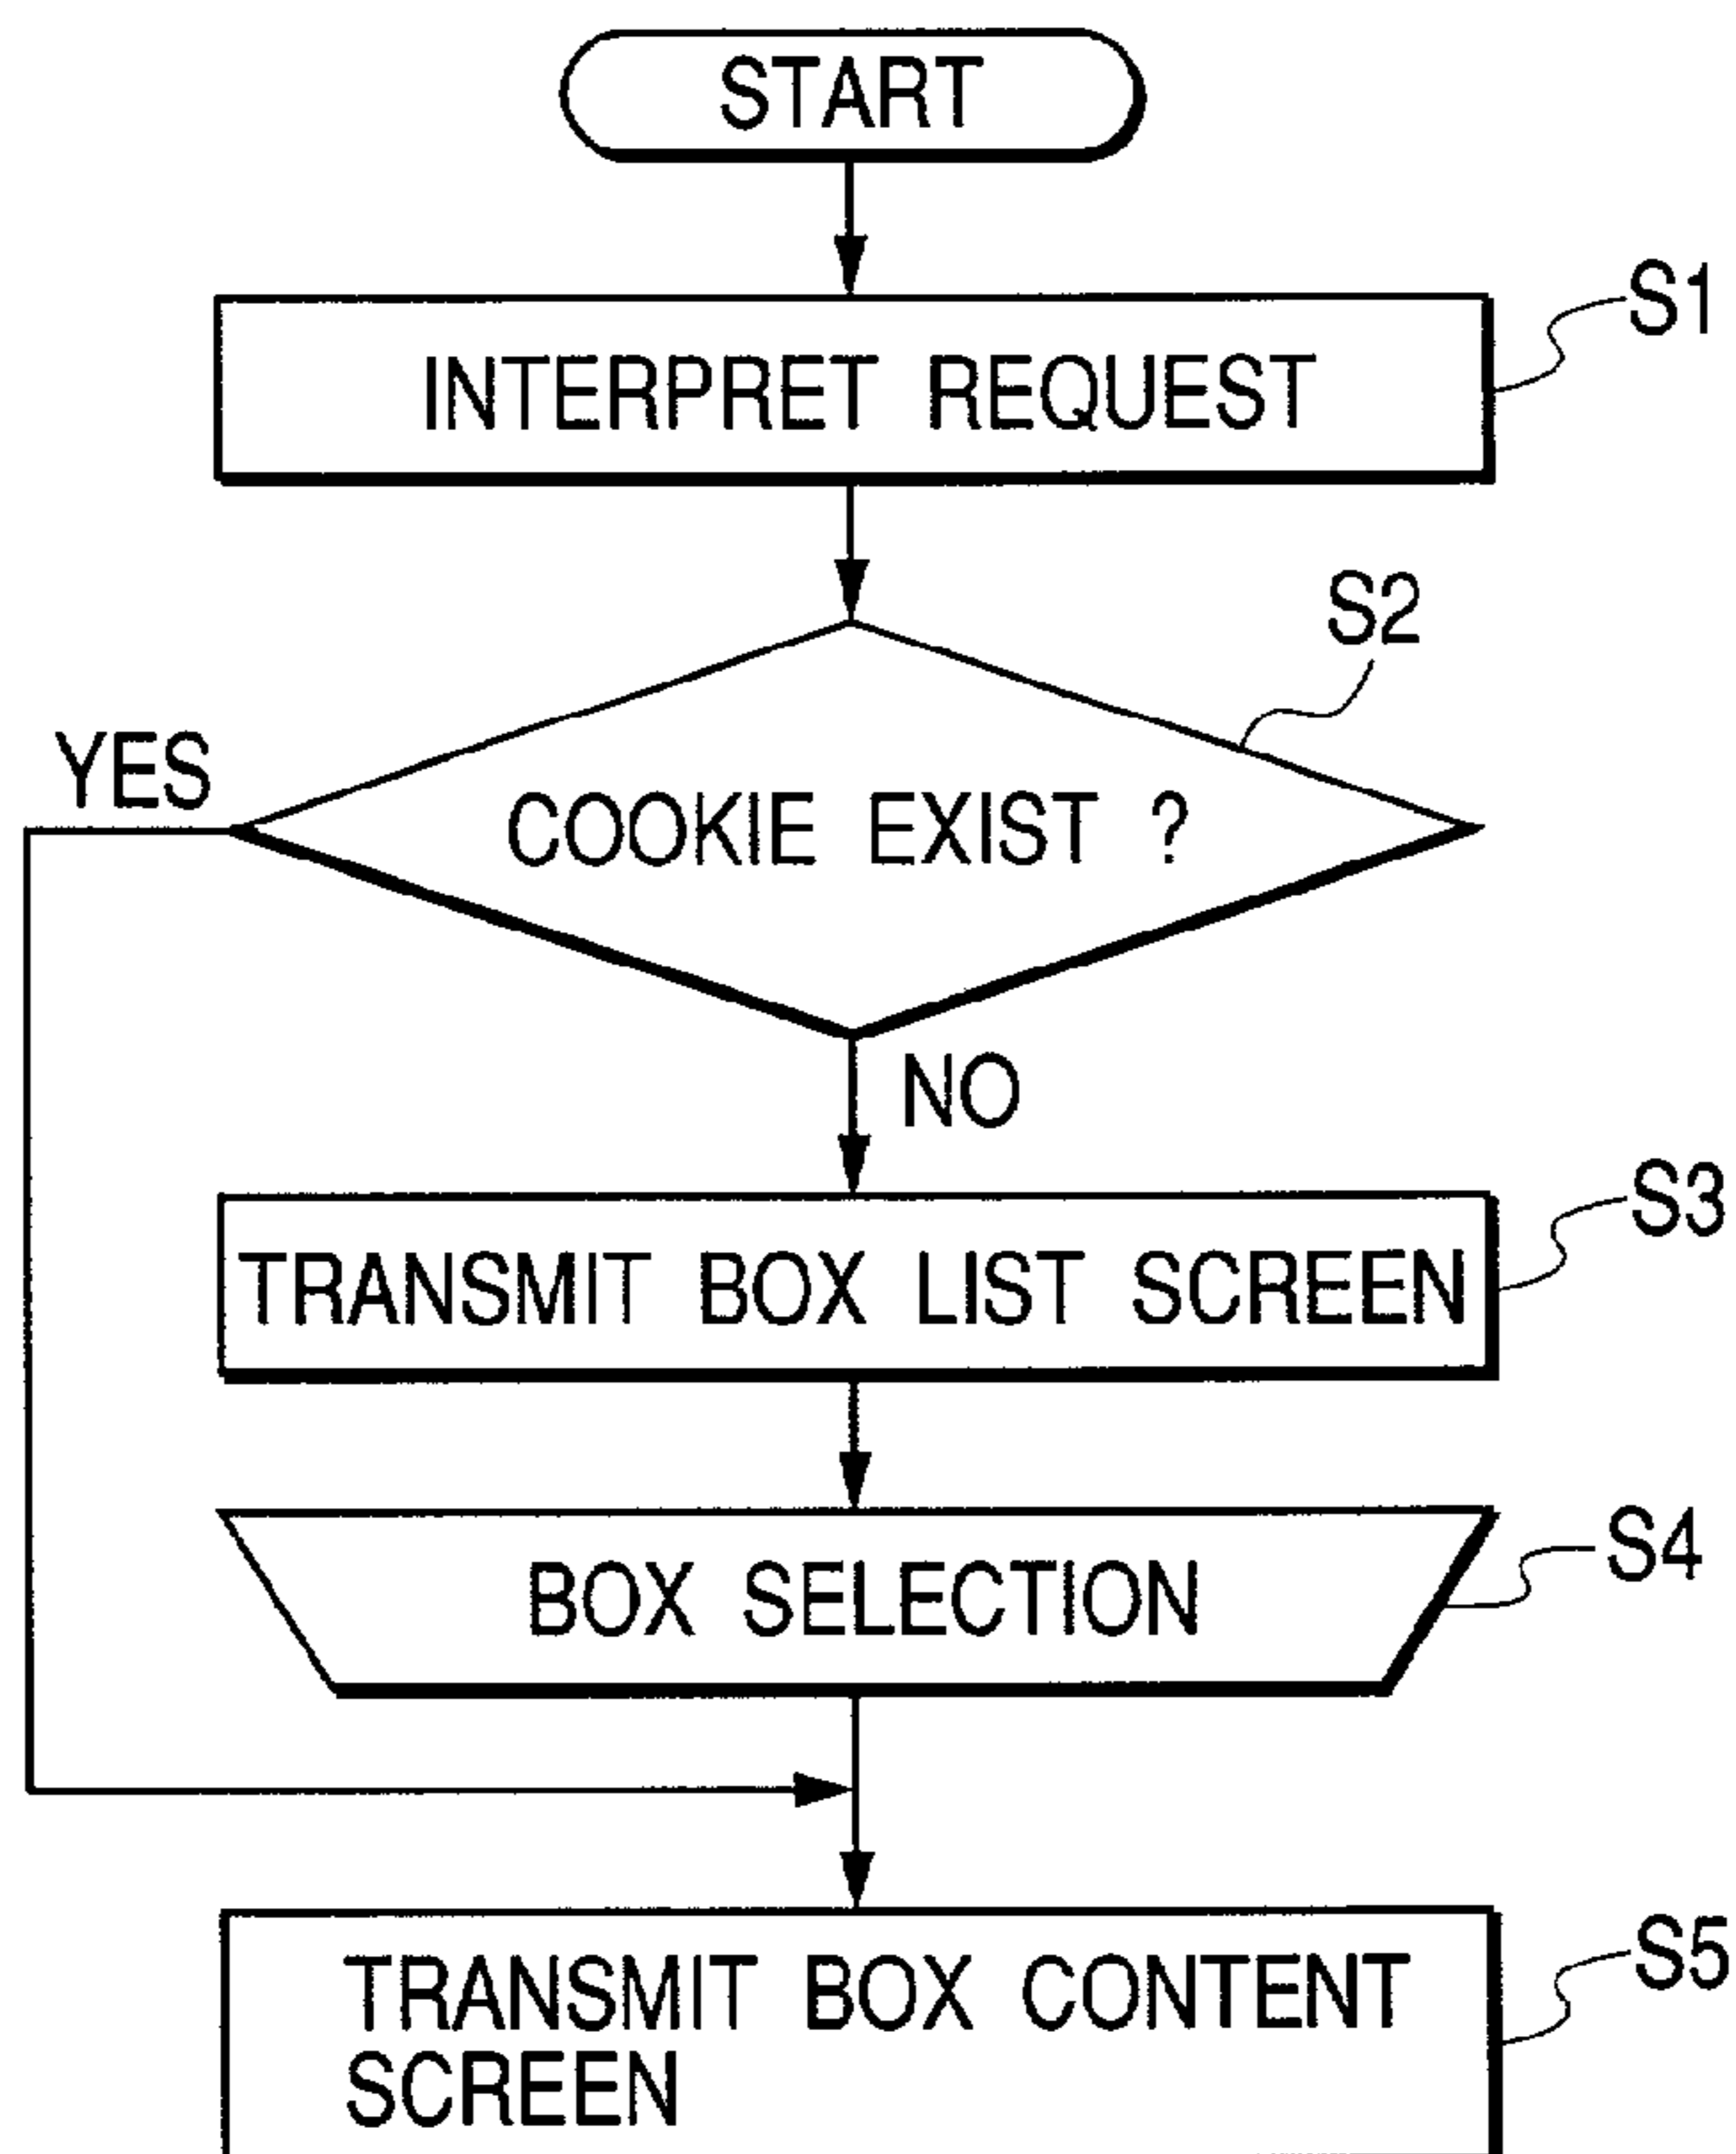 START
INTERPRET REQUEST
S1
S2
YES
COOKIE EXIST ?
NO
TRANSMIT BOX LIST SCREEN
S3
BOX SELECTION
S4
TRANSMIT BOX CONTENT
SCREEN
S5